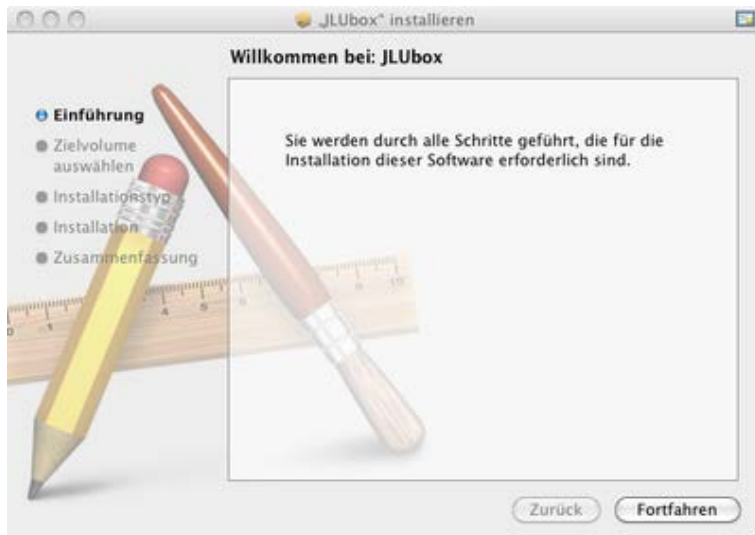 „JLUbox“ installieren
Willkommen bei: JLUbox
Einführung
Zielvolume
auswählen
Installationstyp
Installation
Zusammenfassung
Sie werden durch alle Schritte geführt, die für die
Installation dieser Software erforderlich sind.
Zurück
Fortfahren